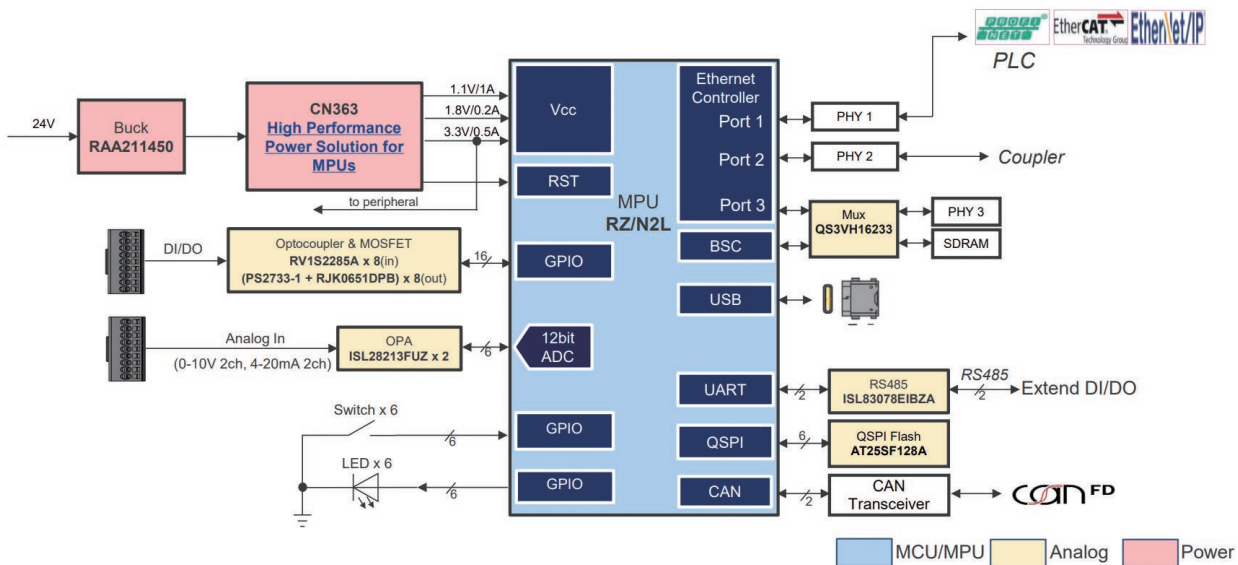 PROFI
NET
EtherCAT
Technology Group
EtherNet/IP
PLC
24V
Buck
RAA211450
CN363
High Performance
Power Solution for
MPUs
1.1V/1A
1.8V/0.2A
3.3V/0.5A
to peripheral
Vcc
RST
MPU
RZ/N2L
Ethernet
Controller
Port 1
Port 2
Port 3
PHY 1
PHY 2
Coupler
Mux
QS3VH16233
PHY 3
SDRAM
BSC
USB
DI/DO
Optocoupler & MOSFET
RV1S2285A x 8(in)
(PS2733-1 + RJK0651DPB) x 8(out)
16
GPIO
Analog In
(0-10V 2ch, 4-20mA 2ch)
OPA
ISL28213FUZ x 2
6
12bit
ADC
UART
2
RS485
ISL83078EIBZA
RS485
2
Extend DI/DO
Switch x 6
6
GPIO
QSPI
6
QSPI Flash
AT25SF128A
LED x 6
6
GPIO
CAN
2
CAN
Transceiver
CAN FD
MCU/MPU
Analog
Power